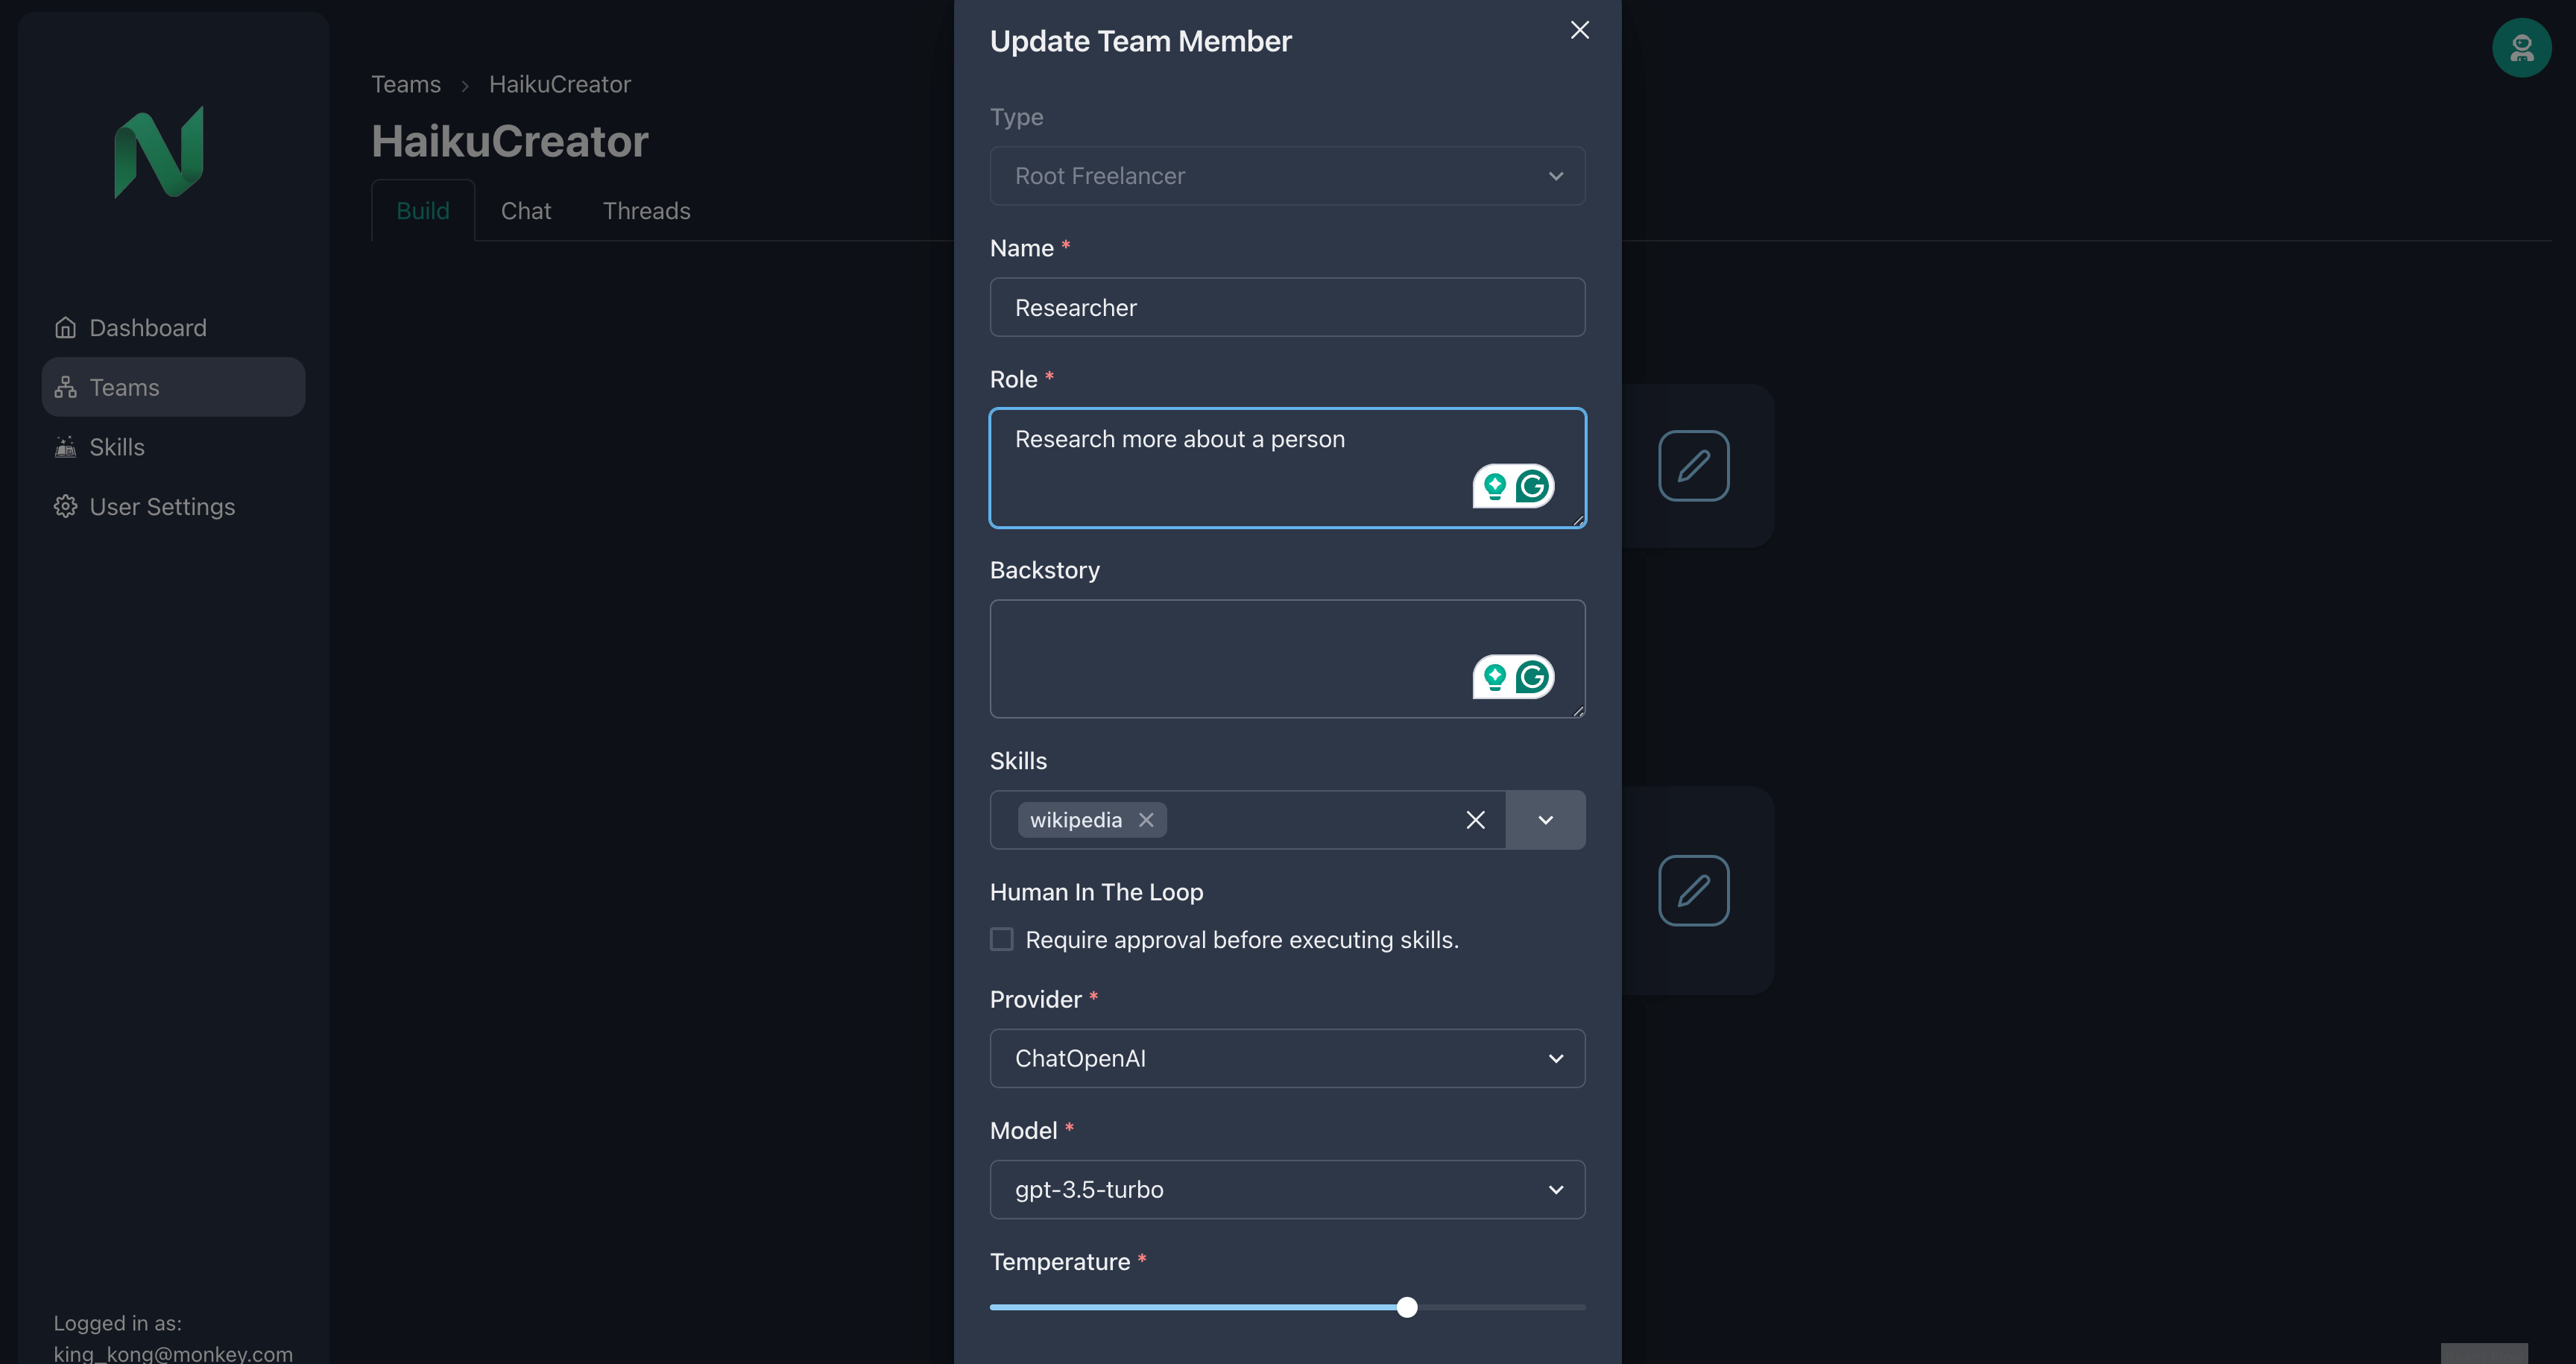 Teams > HaikuCreator
HaikuCreator
Build
Chat
Threads
Dashboard
Teams
Skills
User Settings
Logged in as:
king_kong@monkey.com
Update Team Member
Type
Root Freelancer
Name *
Researcher
Role *
Research more about a person
Backstory
Skills
wikipedia
Human In The Loop
Require approval before executing skills.
Provider *
ChatOpenAI
Model *
gpt-3.5-turbo
Temperature *